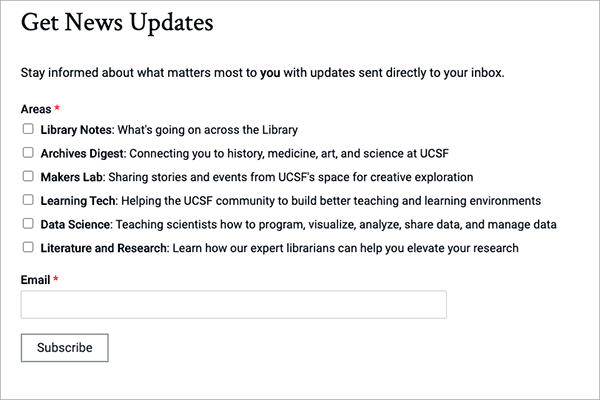 Get News Updates
Stay informed about what matters most to you with updates sent directly to your inbox.
Areas *
Library Notes: What's going on across the Library
Archives Digest: Connecting you to history, medicine, art, and science at UCSF
Makers Lab: Sharing stories and events from UCSF's space for creative exploration
Learning Tech: Helping the UCSF community to build better teaching and learning environments
Data Science: Teaching scientists how to program, visualize, analyze, share data, and manage data
Literature and Research: Learn how our expert librarians can help you elevate your research
Email *
Subscribe